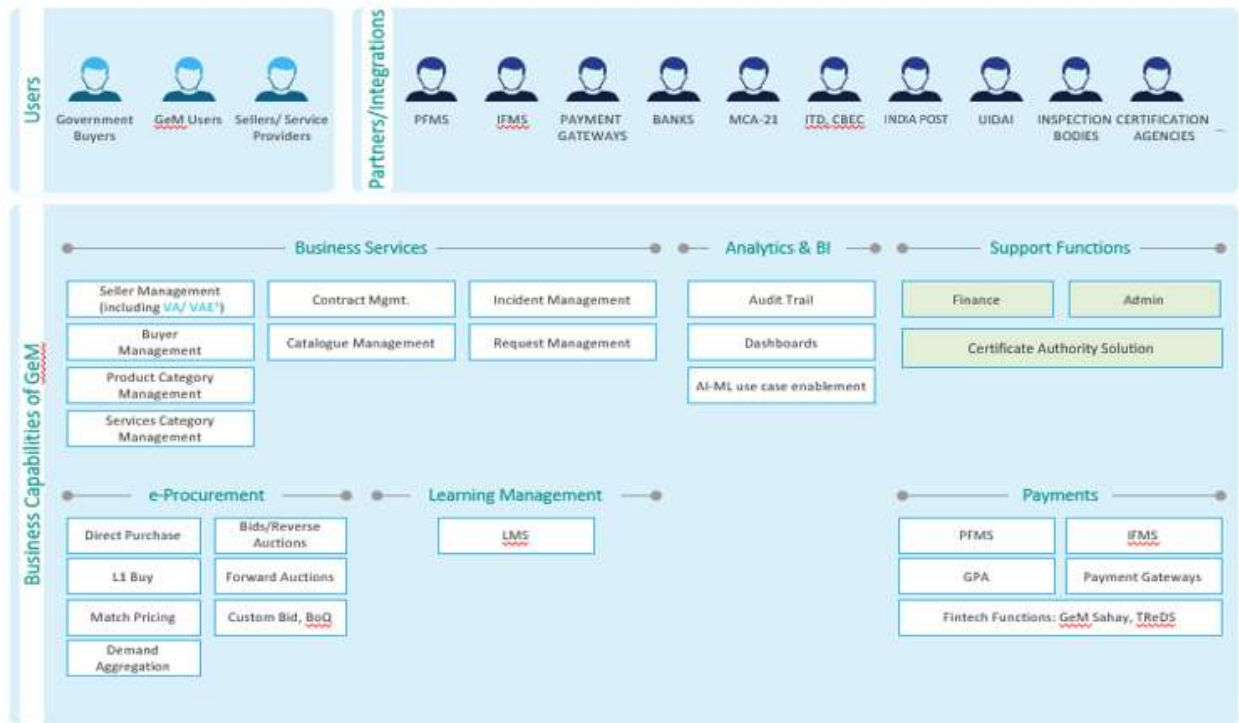 Users
Government
Buyers
GeM Users
Sellers/ Service
Providers
Partners/Integrations
PFMS
IFMS
PAYMENT
GATEWAYS
BANKS
MCA-21
ITD, CBEC
INDIA POST
UIDAI
INSPECTION
BODIES
CERTIFICATION
AGENCIES
...
Business Capabilities of GeM
Business Services
Seller Management
(including VA/ VAE¹)
Buyer
Management
Product Category
Management
Services Category
Management
Contract Mgmt.
Catalogue Management
Incident Management
Request Management
Analytics & BI
Audit Trail
Dashboards
AI-ML use case enablement
Support Functions
Finance
Admin
Certificate Authority Solution
e-Procurement
Direct Purchase
L1 Buy
Match Pricing
Demand
Aggregation
Bids/Reverse
Auctions
Forward Auctions
Custom Bid, BoQ
Learning Management
LMS
Payments
PFMS
IFMS
GPA
Payment Gateways
Fintech Functions: GeM Sahay, TReDS